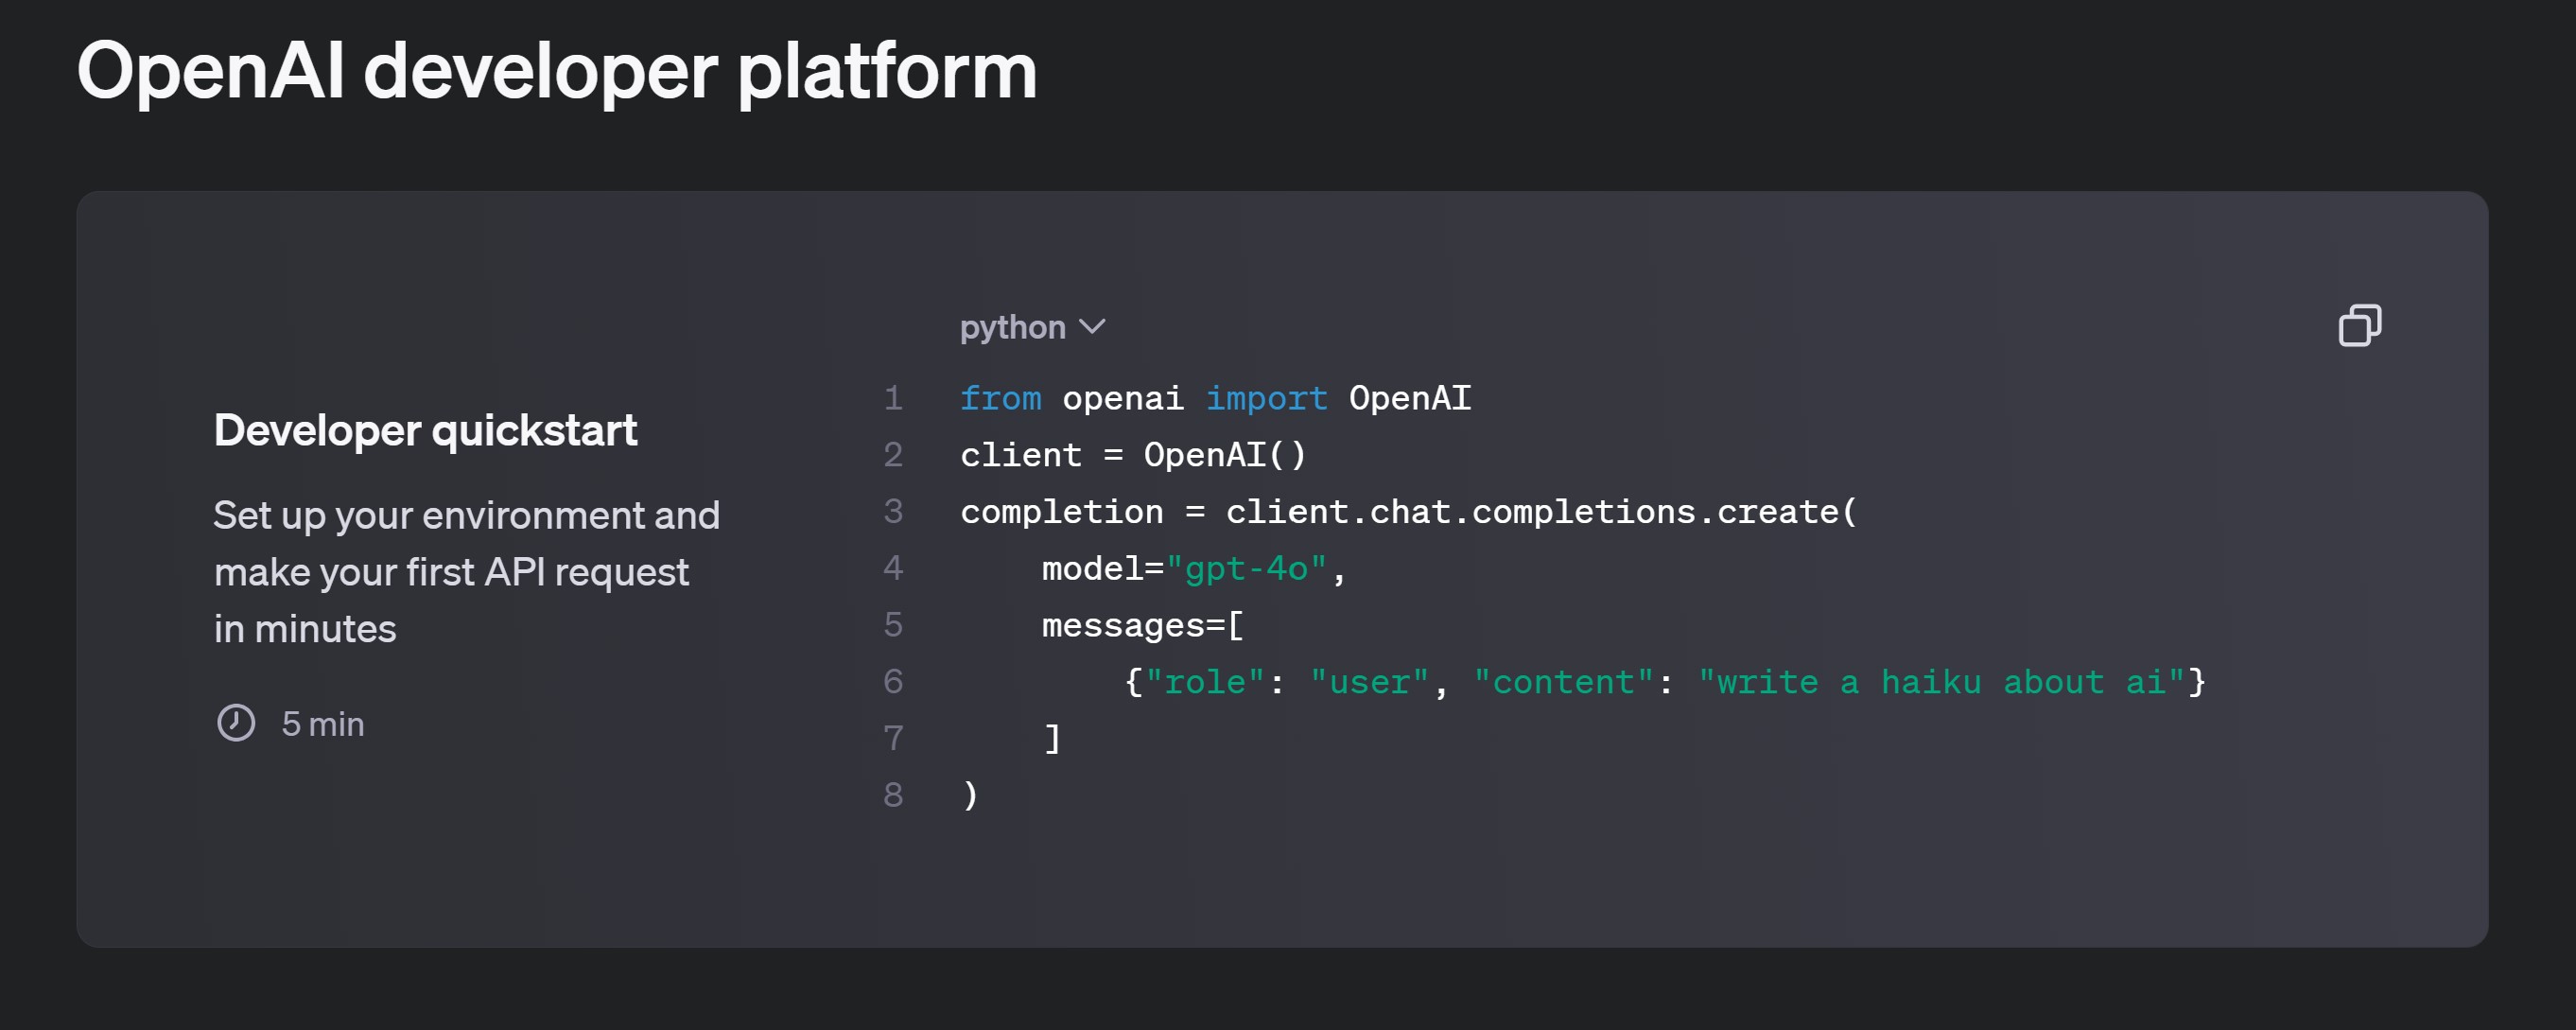 OpenAI developer platform
Developer quickstart
Set up your environment and
make your first API request
in minutes
5 min
python
1 from openai import OpenAI
2 client = OpenAI()
3 completion = client.chat.completions.create(
4     model="gpt-4o",
5     messages=[
6         {"role": "user", "content": "write a haiku about ai"}
7     ]
8 )